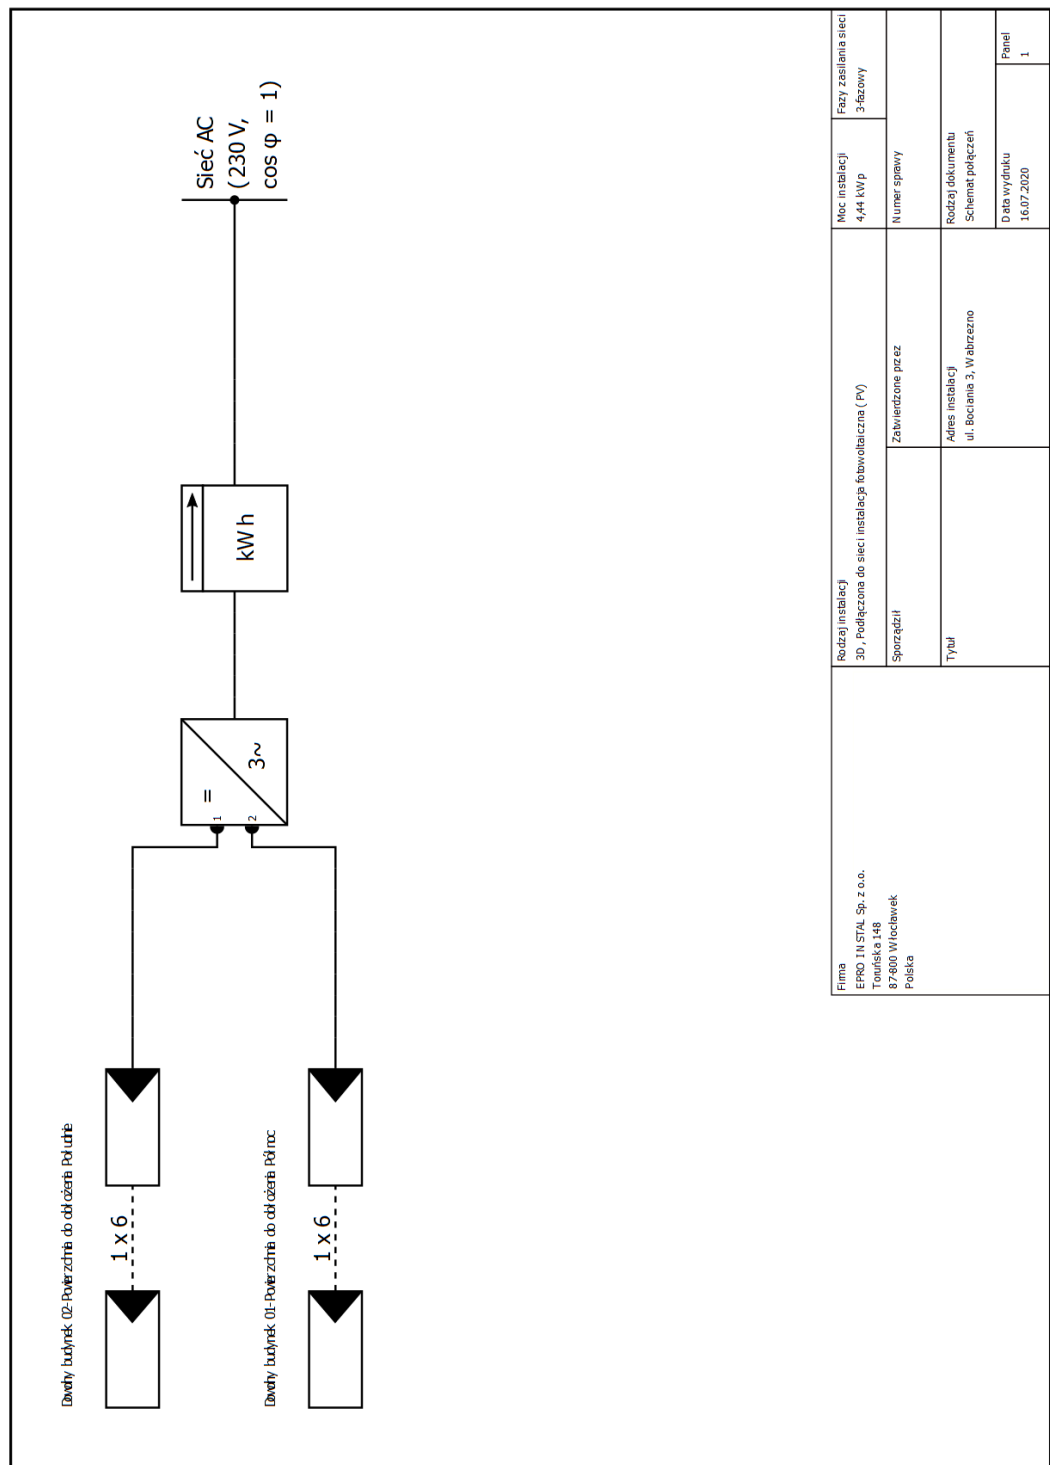 Dowolny budynek 02-Powierzchnia do obłożenia Południe
1 x 6
Dowolny budynek 01-Powierzchnia do obłożenia Północ
1 x 6
=
1
2
3~
kWh
Sieć AC
(230 V,
cos φ = 1)
Firma
EPRO INSTAL Sp. z o.o.
Toruńska 148
87-800 Włocławek
Polska
Rodzaj instalacji
3D, Podłączona do sieci instalacja fotowoltaiczna (PV)
Moc instalacji
4,44 kWp
Fazy zasilania sieci
3-fazowy
Sporządził
Zatwierdzone przez
Numer sprawy
Tytuł
Adres instalacji
ul. Bociania 3, Wabrzezno
Rodzaj dokumentu
Schemat połączeń
Data wydruku
16.07.2020
Panel
1